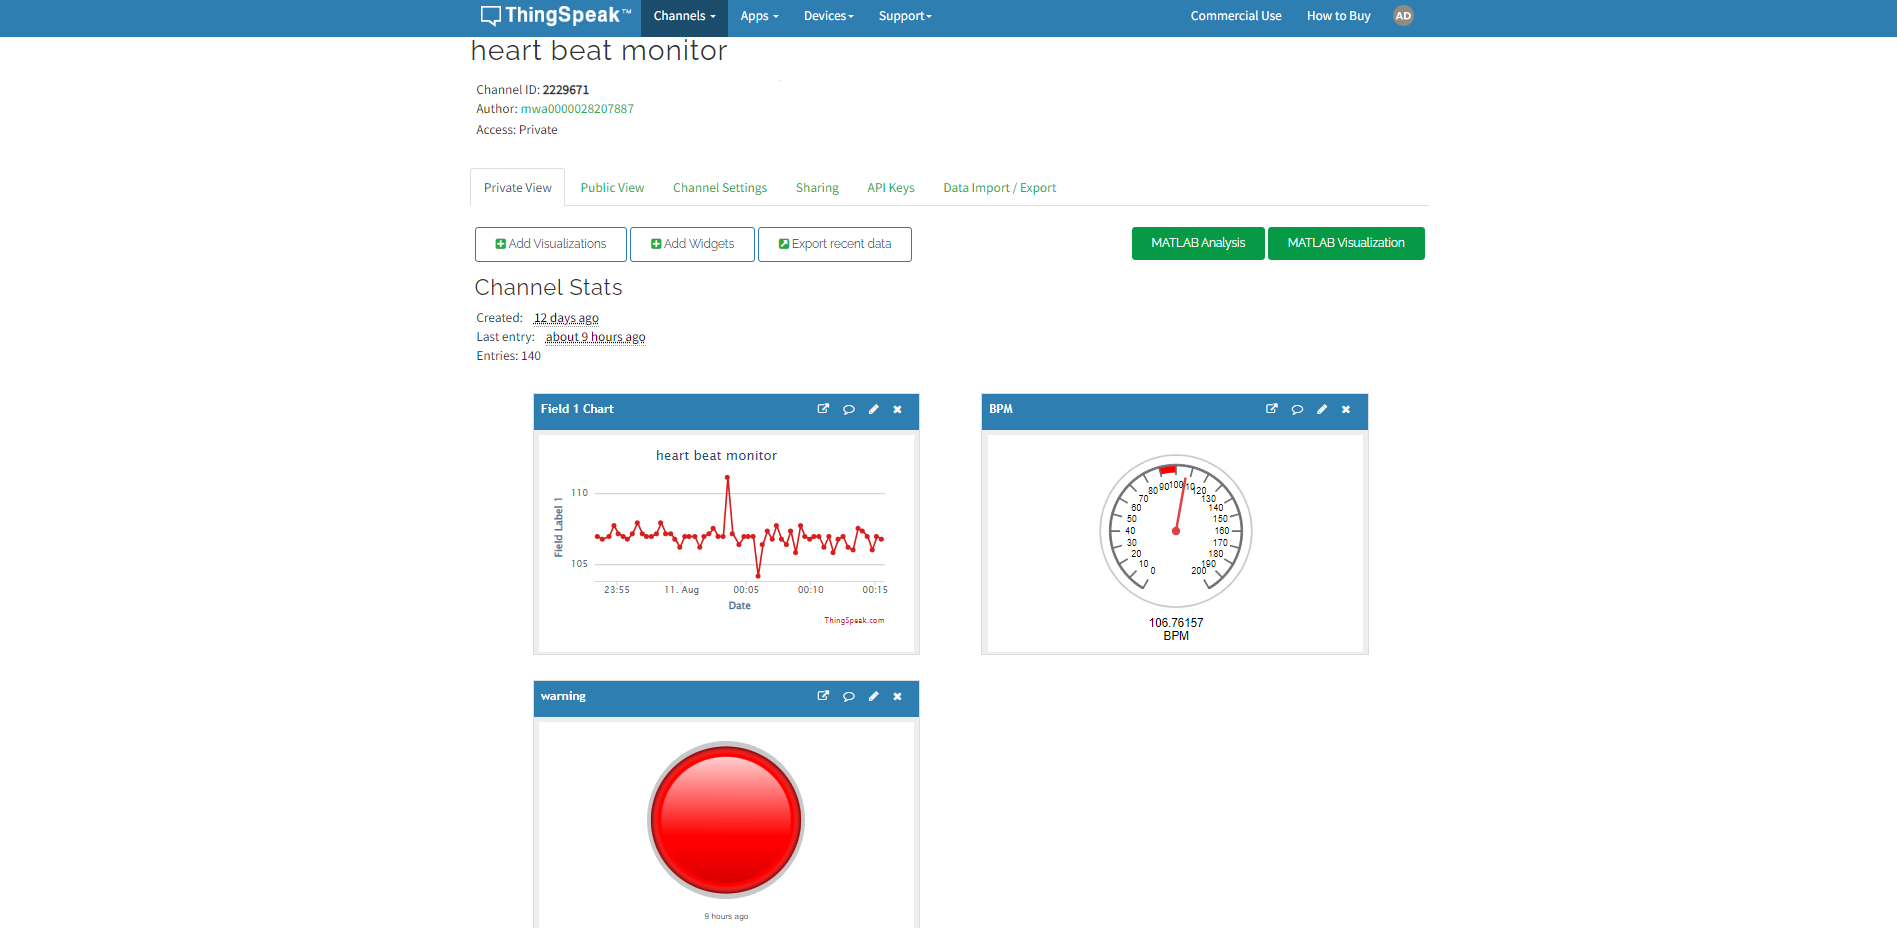 ThingSpeak™ Channels Apps Devices Support Commercial Use How to Buy AD
heart beat monitor
Channel ID: 2229671
Author: mwa0000028207887
Access: Private
Private View Public View Channel Settings Sharing API Keys Data Import / Export
Add Visualizations Add Widgets Export recent data MATLAB Analysis MATLAB Visualization
Channel Stats
Created: 12 days ago
Last entry: about 9 hours ago
Entries: 140
Field 1 Chart
heart beat monitor
Field Label 1
110
105
23:55 11. Aug 00:05 00:10 00:15
Date
ThingSpeak.com
BPM
0
10
20
30
40
50
60
70
80
90
100
110
120
130
140
150
160
170
180
190
200
106.76157
BPM
warning
9 hours ago